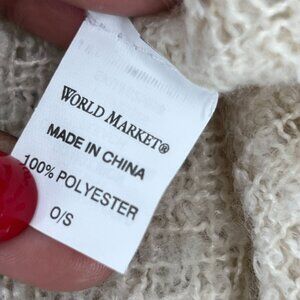 WORLD MARKET®
MADE IN CHINA
100% POLYESTER
O/S